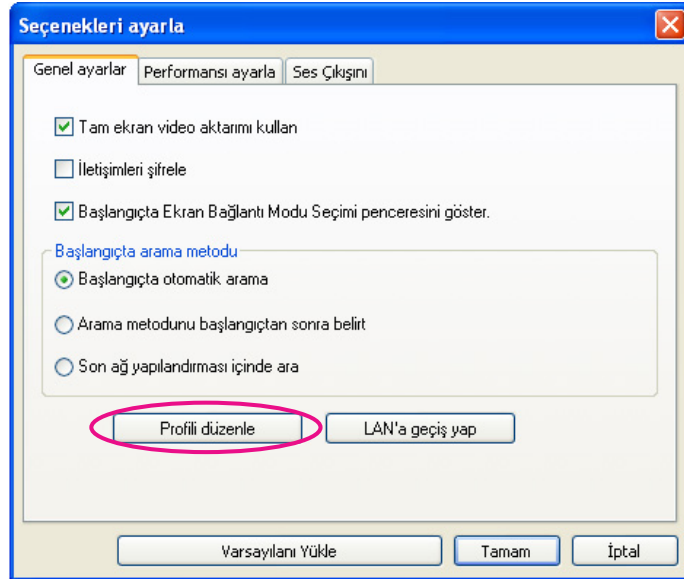 Seçenekleri ayarla
Genel ayarlar Performansı ayarla Ses Çıkışını
Tam ekran video aktarımı kullan
İletişimleri şifrele
Başlangıçta Ekran Bağlantı Modu Seçimi penceresini göster.
Başlangıçta arama metodu
Başlangıçta otomatik arama
Arama metodunu başlangıçtan sonra belirt
Son ağ yapılandırması içinde ara
Profili düzenle LAN'a geçiş yap
Varsayılanı Yükle Tamam İptal